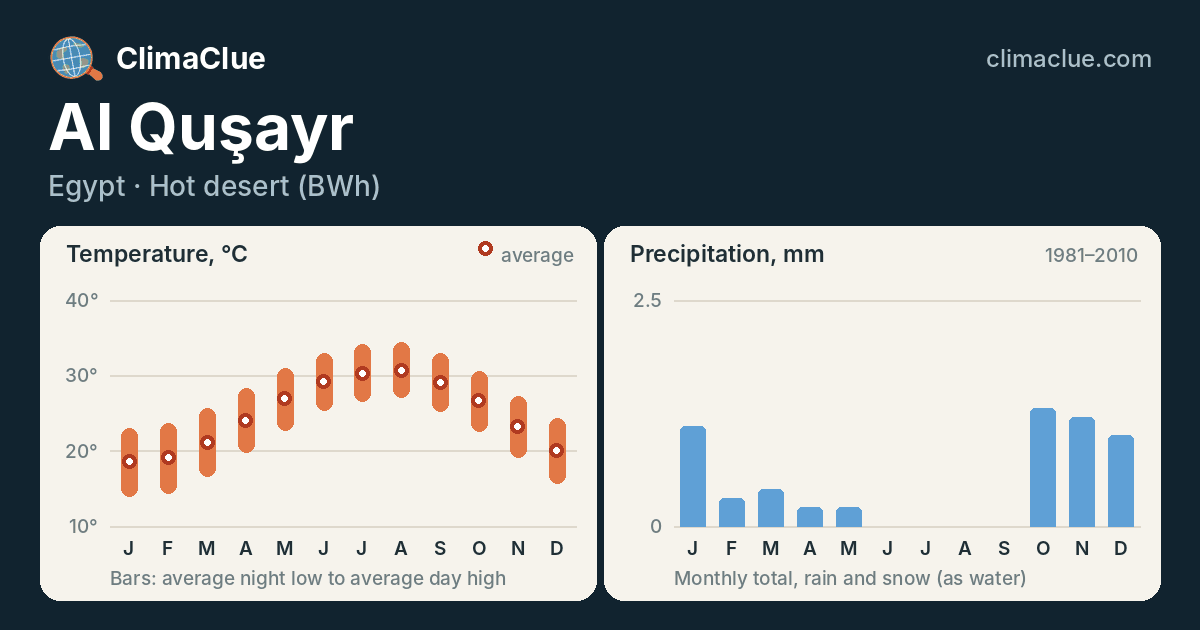 ClimaClue
climaclue.com
Al Quşayr
Egypt · Hot desert (BWh)
Temperature, °C
average
40°
30°
20°
10°
J F M A M J J A S O N D
Bars: average night low to average day high
Precipitation, mm
1981–2010
2.5
0
J F M A M J J A S O N D
Monthly total, rain and snow (as water)